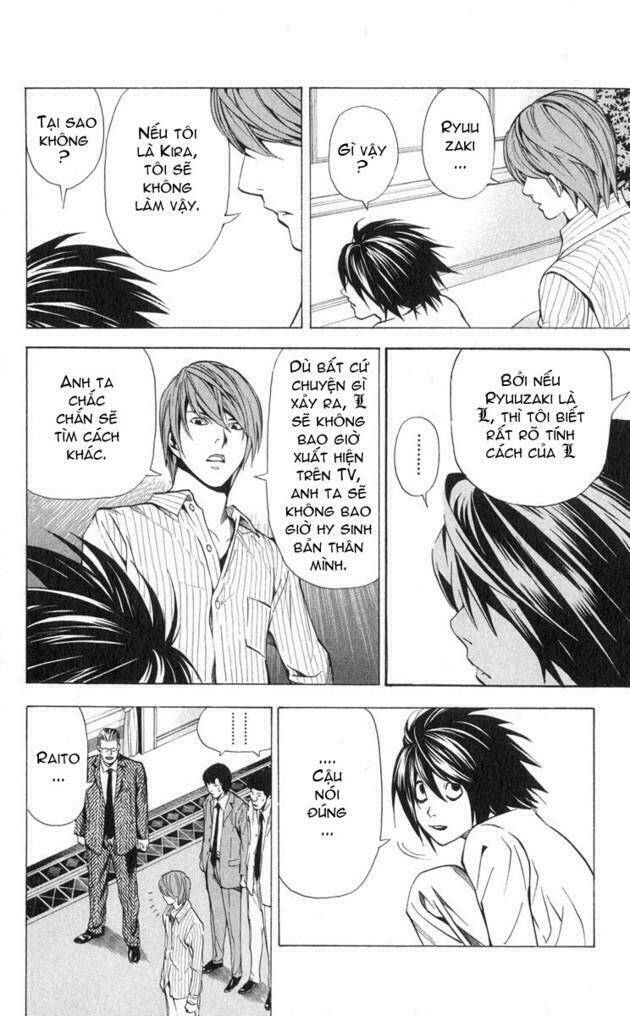 Ryuu
zaki
...
Gì vậy
?
Nếu tôi
là Kira,
tôi sẽ
không
làm vậy.
Tại sao
không
?
Bởi nếu
Ryuuzaki là
L, thì tôi biết
rất rõ tính
cách của L
.........
Dù bất cứ
chuyện gì
xảy ra, L
sẽ không
bao giờ
xuất hiện
trên TV,
anh ta sẽ
không bao
giờ hy sinh
bản thân
mình.
Anh ta
chắc
chắn sẽ
tìm cách
khác.
....
Cậu
nói
đúng
...
........
Raito
...